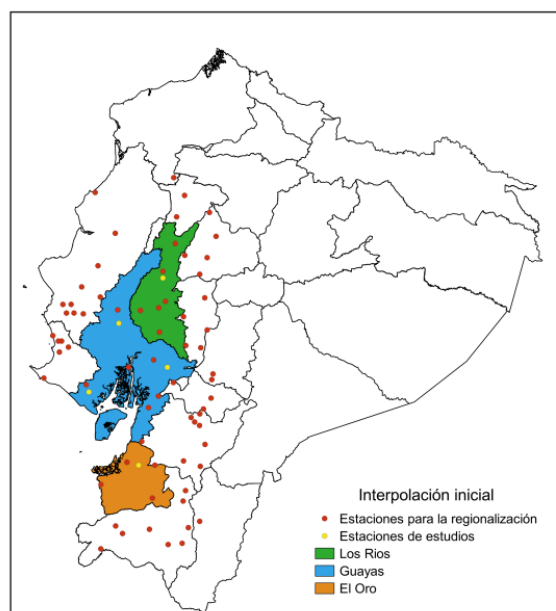 Interpolación inicial
Estaciones para la regionalización
Estaciones de estudios
Los Rios
Guayas
El Oro